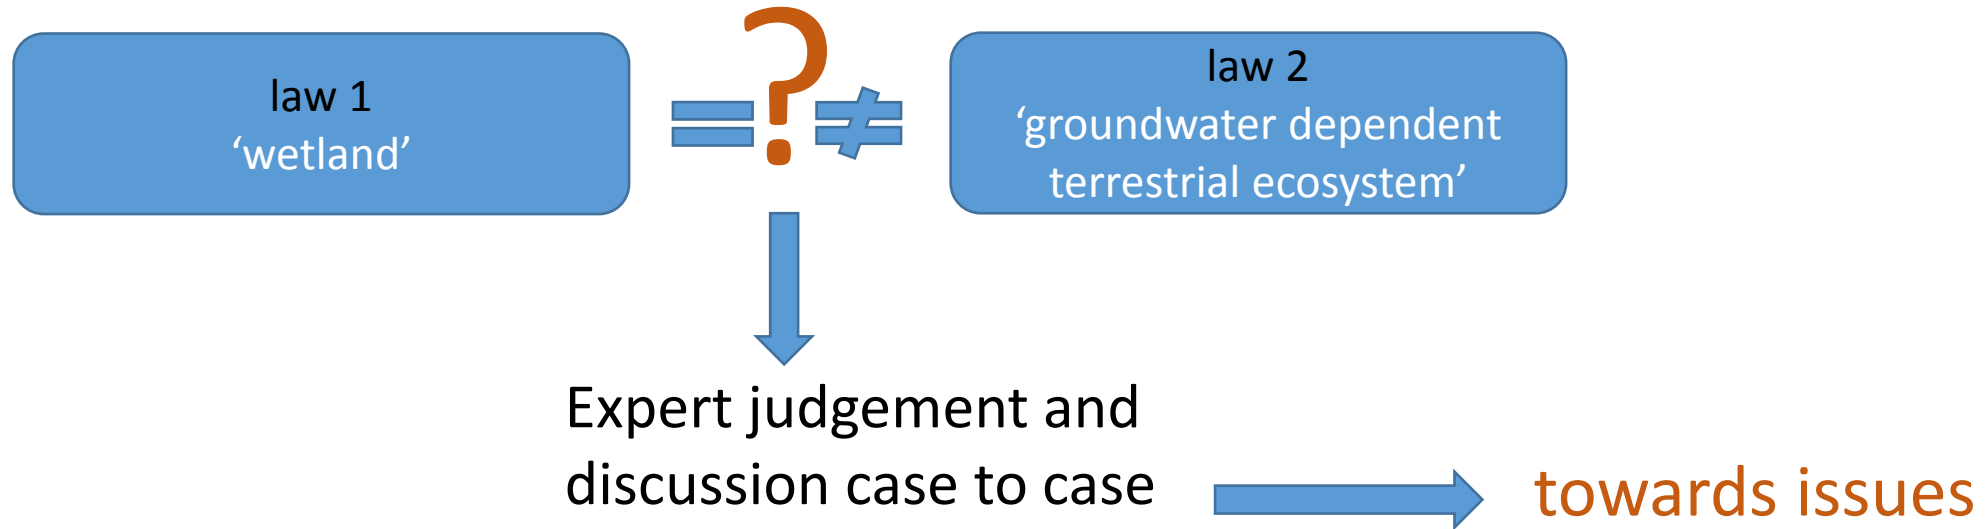 law 1
‘wetland’
= ? ≠
law 2
‘groundwater dependent
terrestrial ecosystem’
Expert judgement and
discussion case to case
towards issues